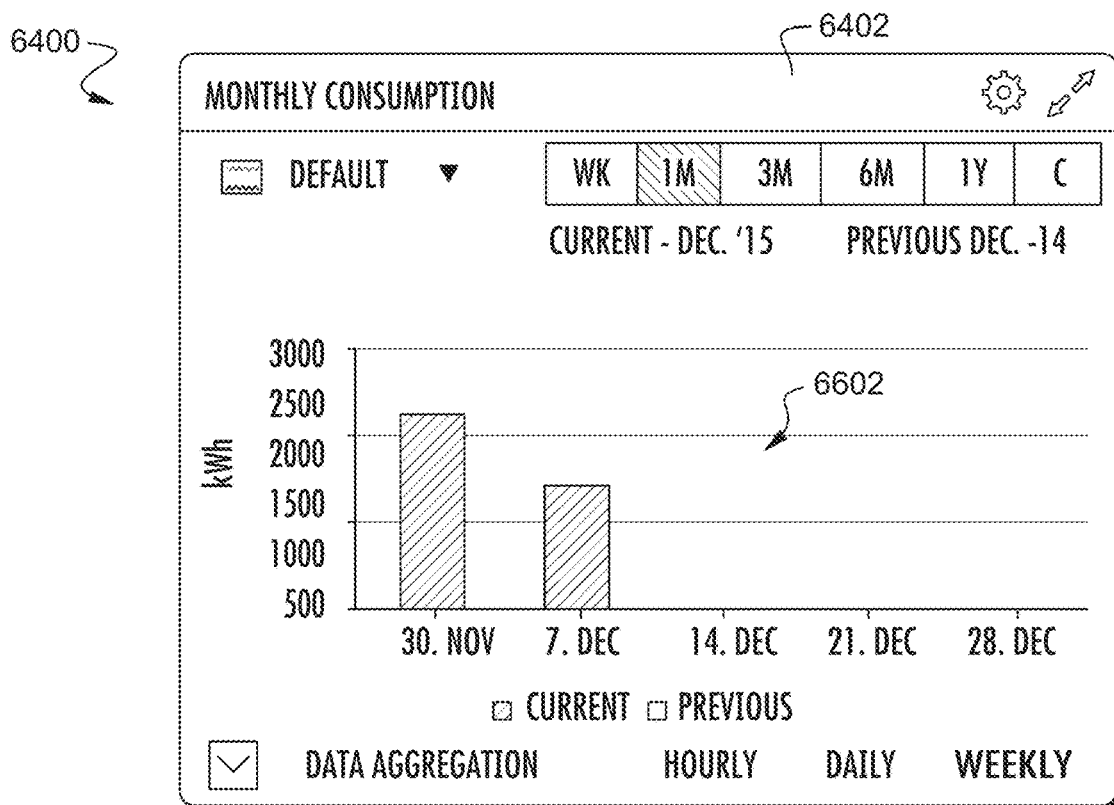 6400
6402
MONTHLY CONSUMPTION
DEFAULT
WK 1M 3M 6M 1Y C
CURRENT - DEC. '15 PREVIOUS DEC. -14
3000
2500
2000
1500
1000
500
kWh
6602
30. NOV 7. DEC 14. DEC 21. DEC 28. DEC
CURRENT PREVIOUS
DATA AGGREGATION HOURLY DAILY WEEKLY